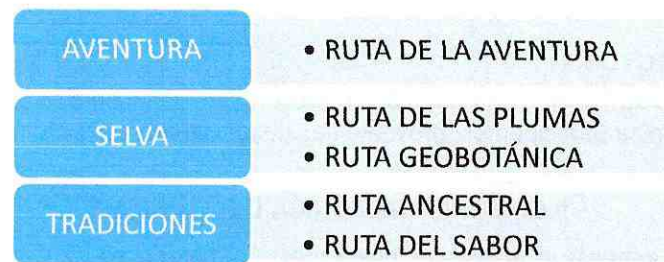 AVENTURA
• RUTA DE LA AVENTURA
SELVA
• RUTA DE LAS PLUMAS
• RUTA GEOBOTÁNICA
TRADICIONES
• RUTA ANCESTRAL
• RUTA DEL SABOR